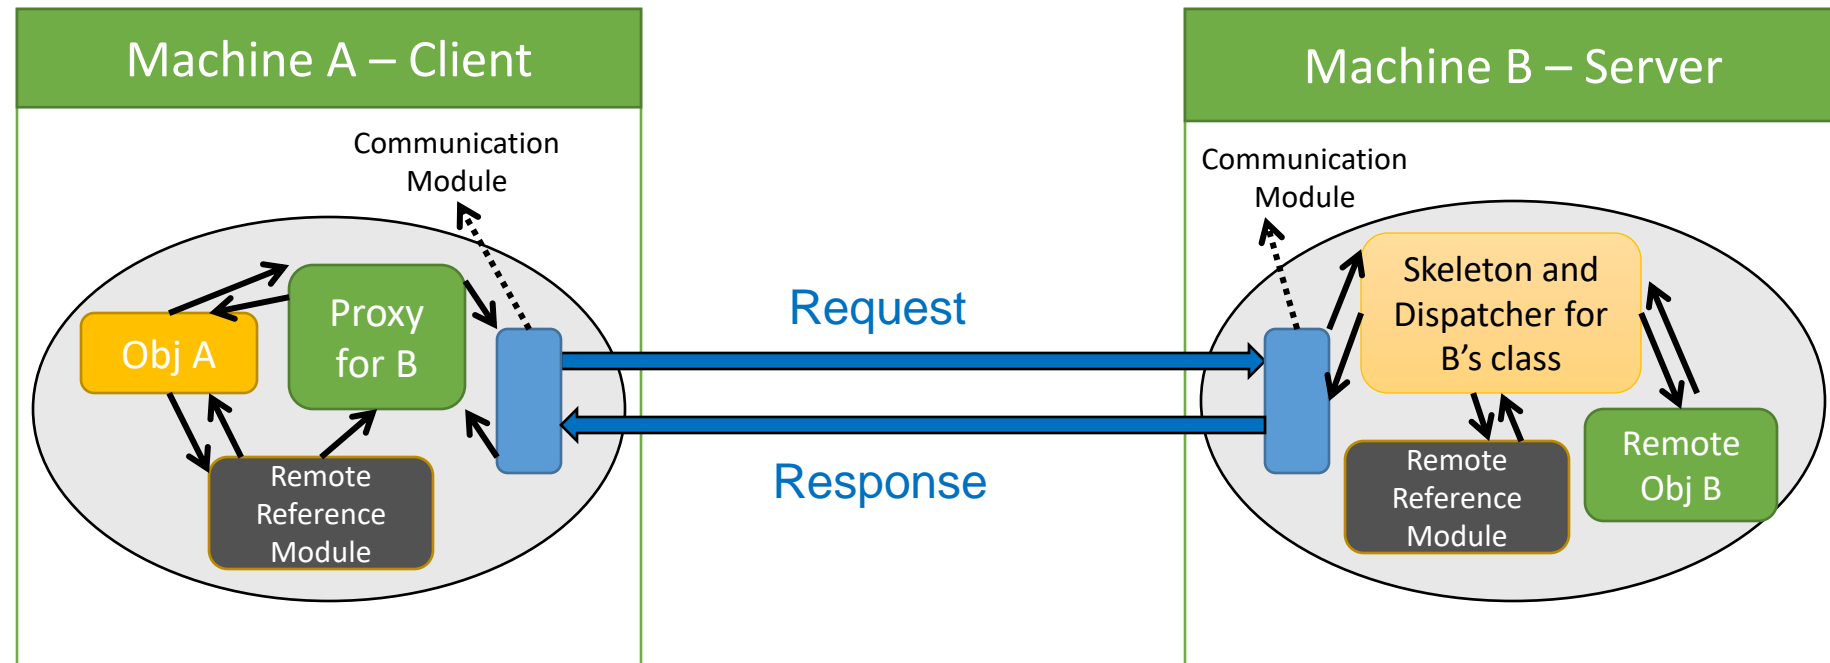 Machine A – Client
Communication
Module
Obj A
Proxy
for B
Remote
Reference
Module
Request
Response
Machine B – Server
Communication
Module
Skeleton and
Dispatcher for
B's class
Remote
Reference
Module
Remote
Obj B